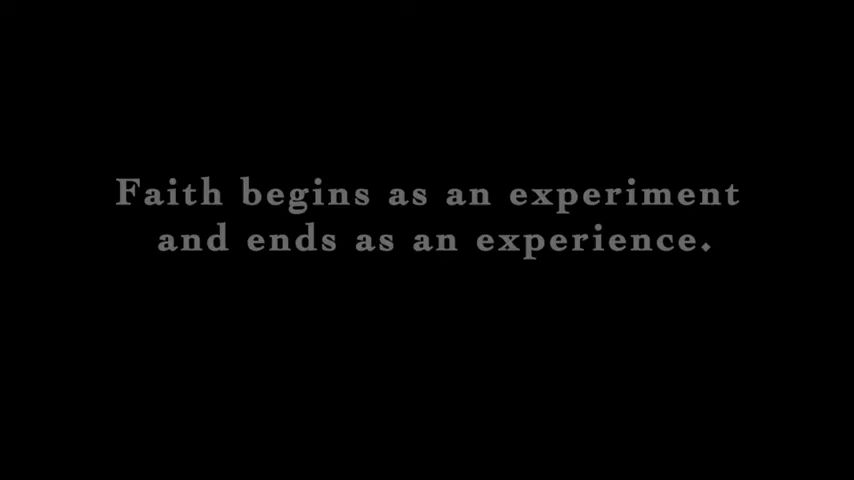 Faith begins as an experiment
and ends as an experience.